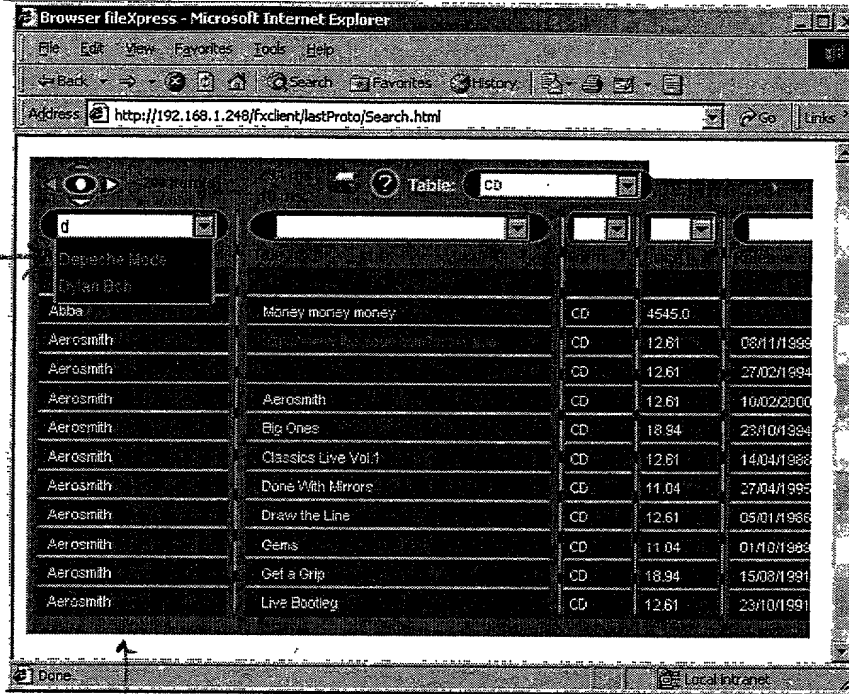 Browser fileXpress - Microsoft Internet Explorer
File Edit View Favorites Tools Help
Back Search Favorites History
Address http://192.168.1.248/fxclient/lastProto/Search.html Go Links
Table: CD
d
Depeche Mode
Dylan Bob
Abba Money money money CD 4545.0
Aerosmith CD 12.61 08/11/1999
Aerosmith CD 12.61 27/02/1994
Aerosmith Aerosmith CD 12.61 10/02/2000
Aerosmith Big Ones CD 18.94 23/10/1994
Aerosmith Classics Live Vol.1 CD 12.61 14/04/1988
Aerosmith Done With Mirrors CD 11.04 27/04/1995
Aerosmith Draw the Line CD 12.61 05/01/1986
Aerosmith Gems CD 11.04 01/10/1989
Aerosmith Get a Grip CD 18.94 15/08/1991
Aerosmith Live Bootleg CD 12.61 23/10/1991
Done Local intranet